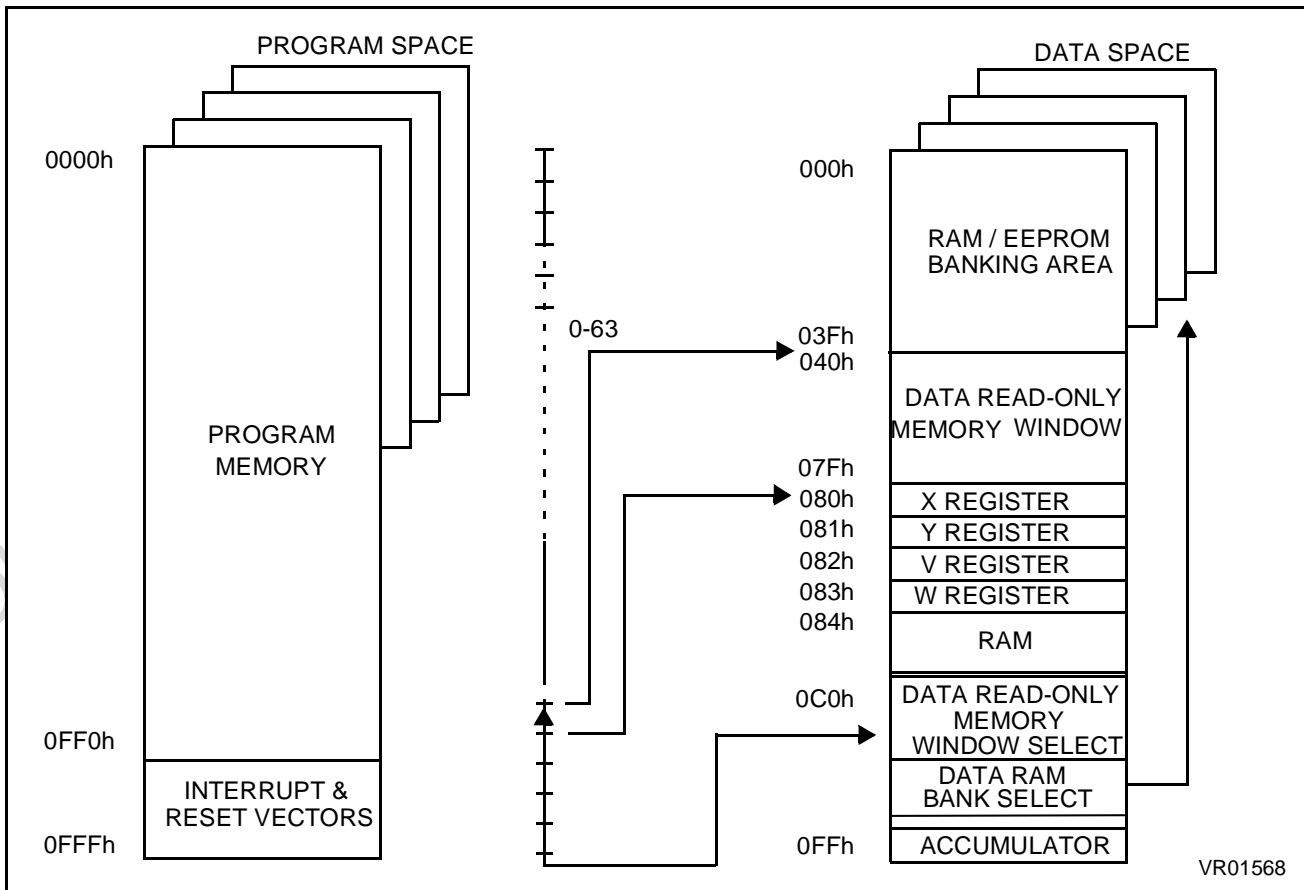 PROGRAM SPACE
0000h
PROGRAM
MEMORY
0FF0h
INTERRUPT &
RESET VECTORS
0FFFh
0-63
DATA SPACE
000h
RAM / EEPROM
BANKING AREA
03Fh
040h
DATA READ-ONLY
MEMORY WINDOW
07Fh
080h
X REGISTER
081h
Y REGISTER
082h
V REGISTER
083h
W REGISTER
084h
RAM
0C0h
DATA READ-ONLY
MEMORY
WINDOW SELECT
DATA RAM
BANK SELECT
0FFh
ACCUMULATOR
VR01568